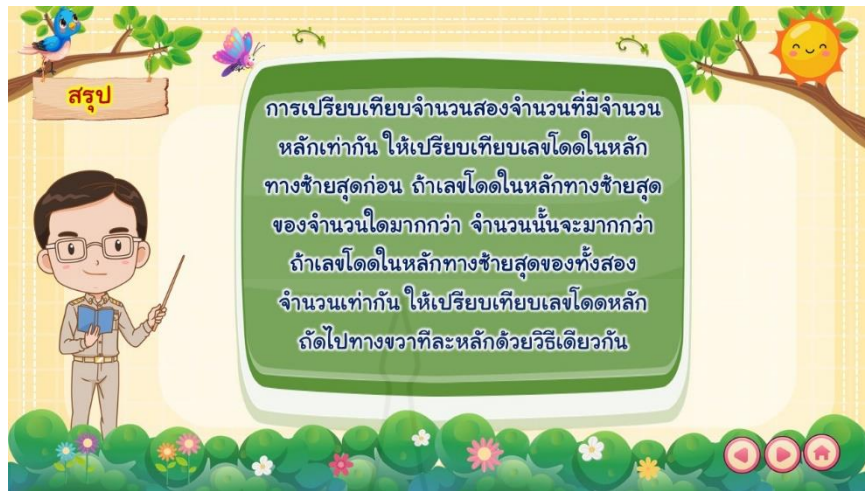 สรุป
การเปรียบเทียบจำนวนสองจำนวนที่มีจำนวน
หลักเท่ากัน ให้เปรียบเทียบเลขโดดในหลัก
ทางซ้ายสุดก่อน ถ้าเลขโดดในหลักทางซ้ายสุด
ของจำนวนใดมากกว่า จำนวนนั้นจะมากกว่า
ถ้าเลขโดดในหลักทางซ้ายสุดของทั้งสอง
จำนวนเท่ากัน ให้เปรียบเทียบเลขโดดหลัก
ถัดไปทางขวาทีละหลักด้วยวิธีเดียวกัน